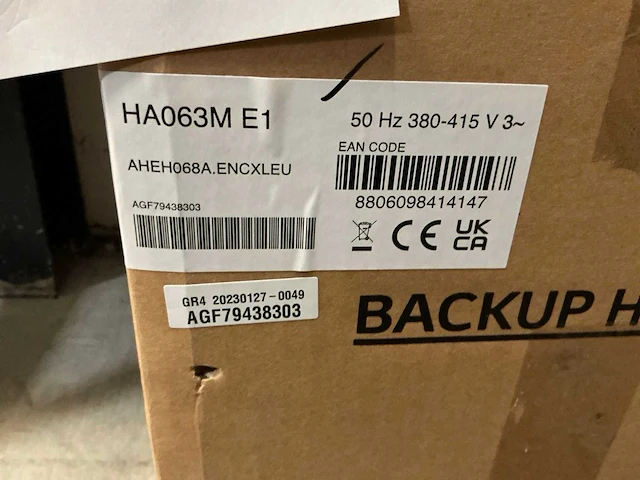 HA063M E1
50 Hz 380-415 V 3~
AHEH068A.ENCXLEU
EAN CODE
8806098414147
AGF79438303
CE UK
CA
GR4 20230127-0049
AGF79438303
BACKUP H